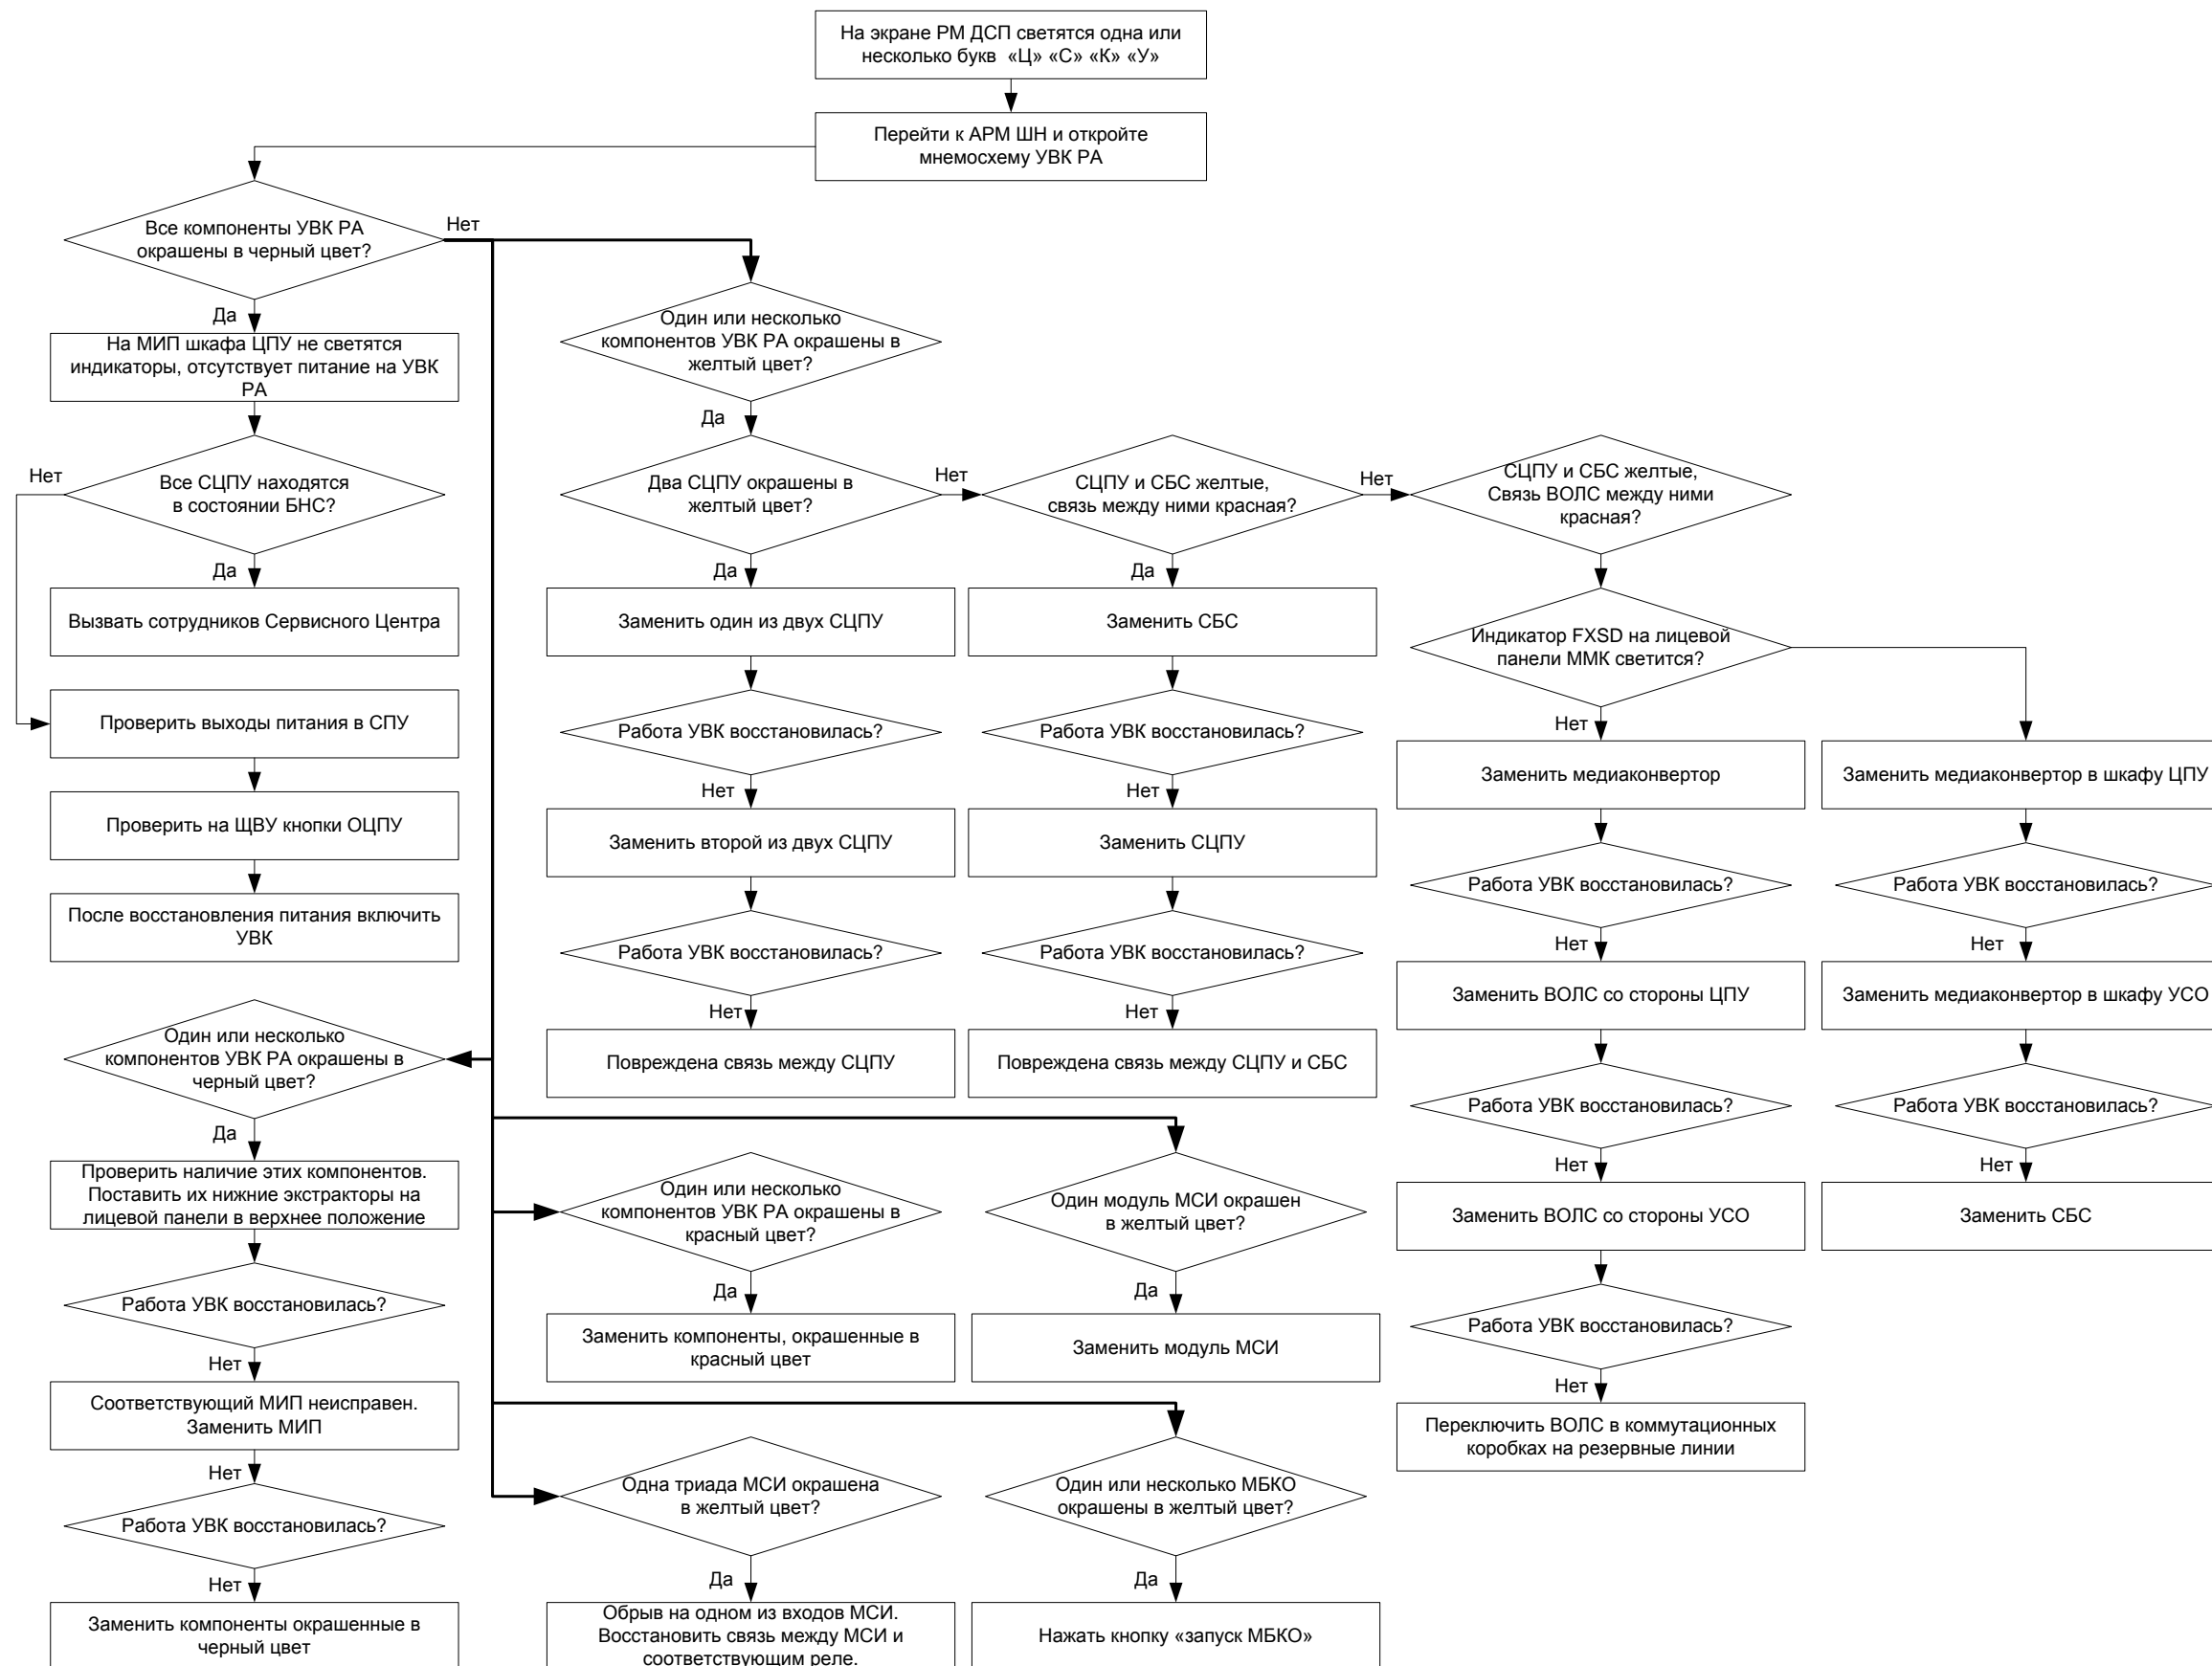 На экране РМ ДСП светятся одна или
несколько букв «Ц» «С» «К» «У»
Перейти к АРМ ШН и откройте
мнемосхему УВК РА
Все компоненты УВК РА
окрашены в черный цвет?
Нет
Да
На МИП шкафа ЦПУ не светятся
индикаторы, отсутствует питание на УВК
РА
Нет
Все СЦПУ находятся
в состоянии БНС?
Да
Вызвать сотрудников Сервисного Центра
Проверить выходы питания в СПУ
Проверить на ЩВУ кнопки ОЦПУ
После восстановления питания включить
УВК
Один или несколько
компонентов УВК РА окрашены в
черный цвет?
Да
Проверить наличие этих компонентов.
Поставить их нижние экстракторы на
лицевой панели в верхнее положение
Работа УВК восстановилась?
Нет
Соответствующий МИП неисправен.
Заменить МИП
Нет
Работа УВК восстановилась?
Нет
Заменить компоненты окрашенные в
черный цвет
Один или несколько
компонентов УВК РА окрашены в
желтый цвет?
Да
Два СЦПУ окрашены в
желтый цвет?
Нет
Да
Заменить один из двух СЦПУ
Работа УВК восстановилась?
Нет
Заменить второй из двух СЦПУ
Работа УВК восстановилась?
Нет
Повреждена связь между СЦПУ
СЦПУ и СБС желтые,
связь между ними красная?
Нет
Да
Заменить СБС
Работа УВК восстановилась?
Нет
Заменить СЦПУ
Работа УВК восстановилась?
Нет
Повреждена связь между СЦПУ и СБС
СЦПУ и СБС желтые,
Связь ВОЛС между ними
красная?
Индикатор FXSD на лицевой
панели ММК светится?
Нет
Заменить медиаконвертор
Работа УВК восстановилась?
Нет
Заменить ВОЛС со стороны ЦПУ
Работа УВК восстановилась?
Нет
Заменить ВОЛС со стороны УСО
Работа УВК восстановилась?
Нет
Переключить ВОЛС в коммутационных
коробках на резервные линии
Заменить медиаконвертор в шкафу ЦПУ
Работа УВК восстановилась?
Нет
Заменить медиаконвертор в шкафу УСО
Работа УВК восстановилась?
Нет
Заменить СБС
Один или несколько
компонентов УВК РА окрашены в
красный цвет?
Да
Заменить компоненты, окрашенные в
красный цвет
Один модуль МСИ окрашен
в желтый цвет?
Да
Заменить модуль МСИ
Одна триада МСИ окрашена
в желтый цвет?
Да
Обрыв на одном из входов МСИ.
Восстановить связь между МСИ и
соответствующим реле.
Один или несколько МБКО
окрашены в желтый цвет?
Да
Нажать кнопку «запуск МБКО»